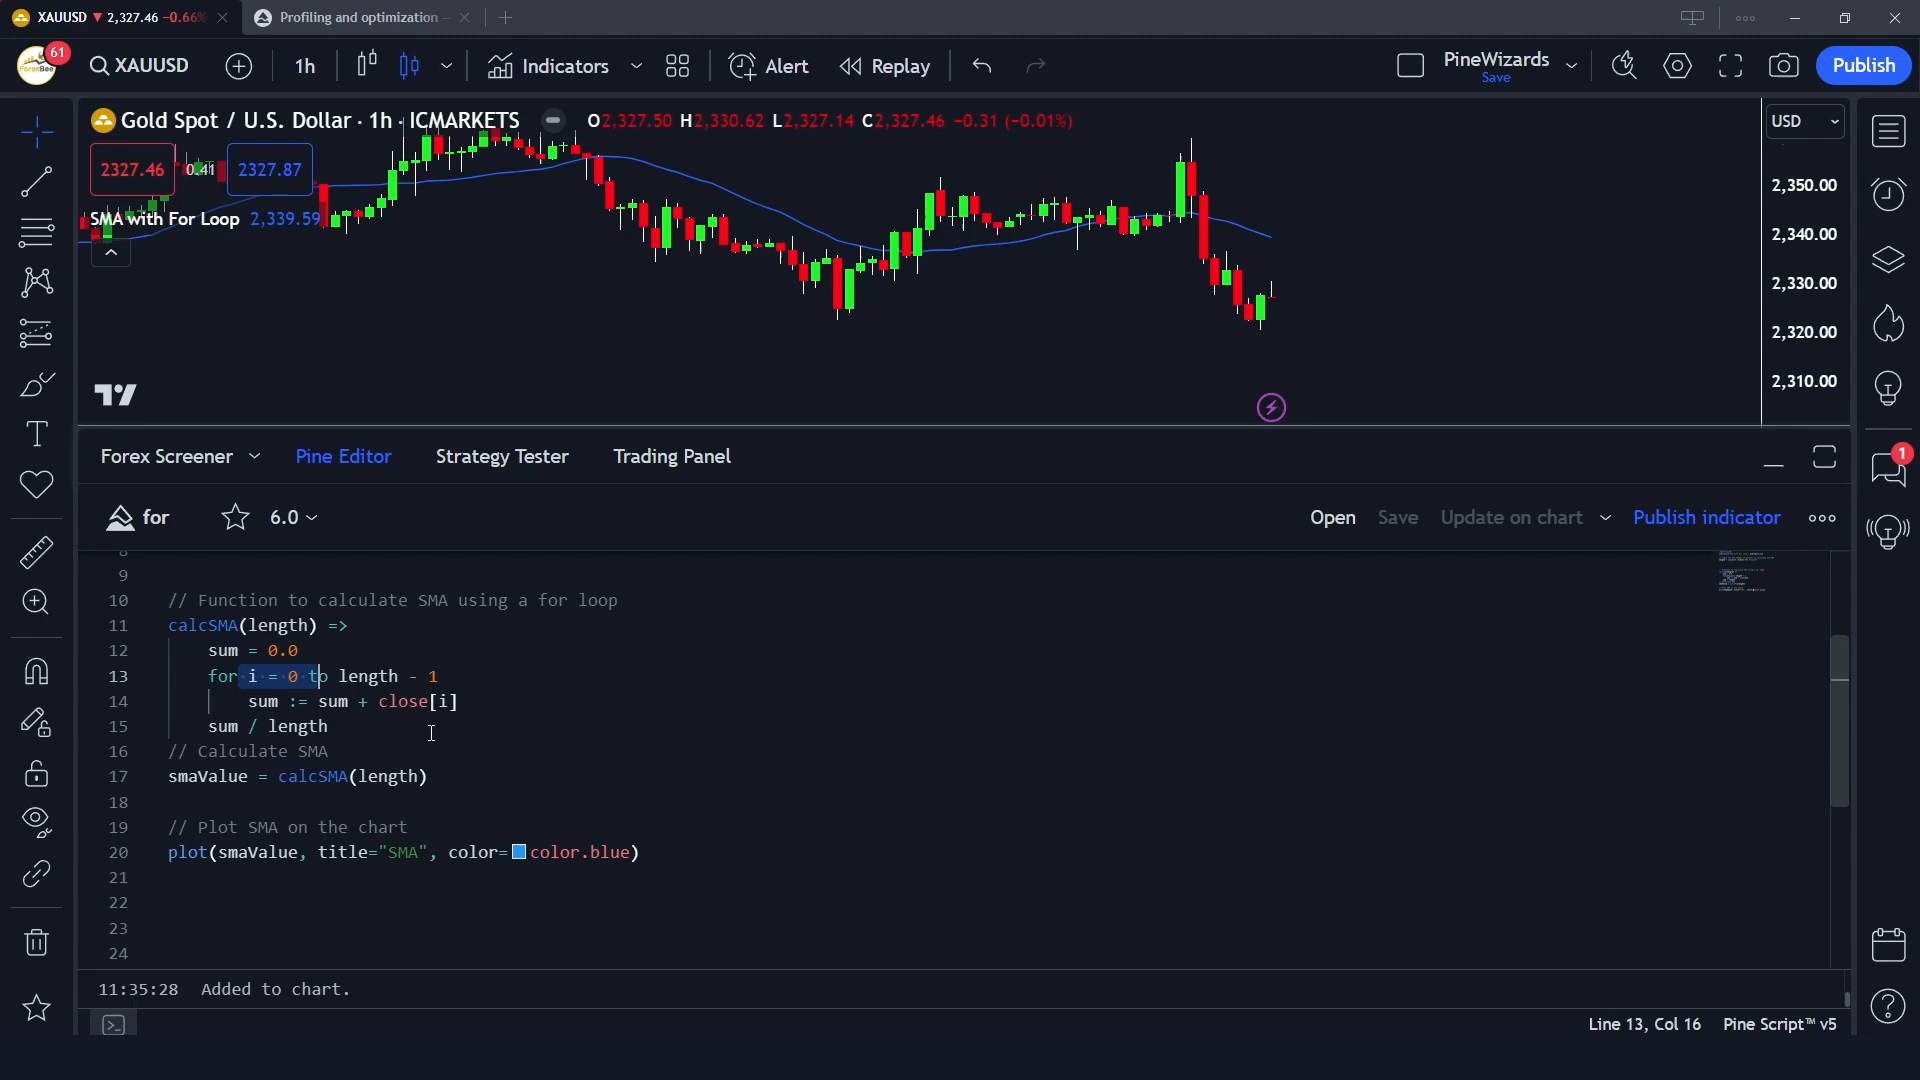 XAUUSD ▼ 2,327.46 -0.66%
Profiling and optimization
61
XAUUSD
1h
Indicators
Alert
Replay
PineWizards
Save
Publish
Gold Spot / U.S. Dollar · 1h · ICMARKETS
O2,327.50 H2,330.62 L2,327.14 C2,327.46 -0.31 (-0.01%)
USD
2327.46
0.41
2327.87
SMA with For Loop 2,339.59
2,350.00
2,340.00
2,330.00
2,320.00
2,310.00
1
Forex Screener
Pine Editor
Strategy Tester
Trading Panel
for
6.0
Open
Save
Update on chart
Publish indicator
8
9
10 // Function to calculate SMA using a for loop
11 calcSMA(length) =>
12 sum = 0.0
13 for i = 0 to length - 1
14 sum := sum + close[i]
15 sum / length
16 // Calculate SMA
17 smaValue = calcSMA(length)
18
19 // Plot SMA on the chart
20 plot(smaValue, title="SMA", color=color.blue)
21
22
23
24
11:35:28 Added to chart.
Line 13, Col 16
Pine Script™ v5